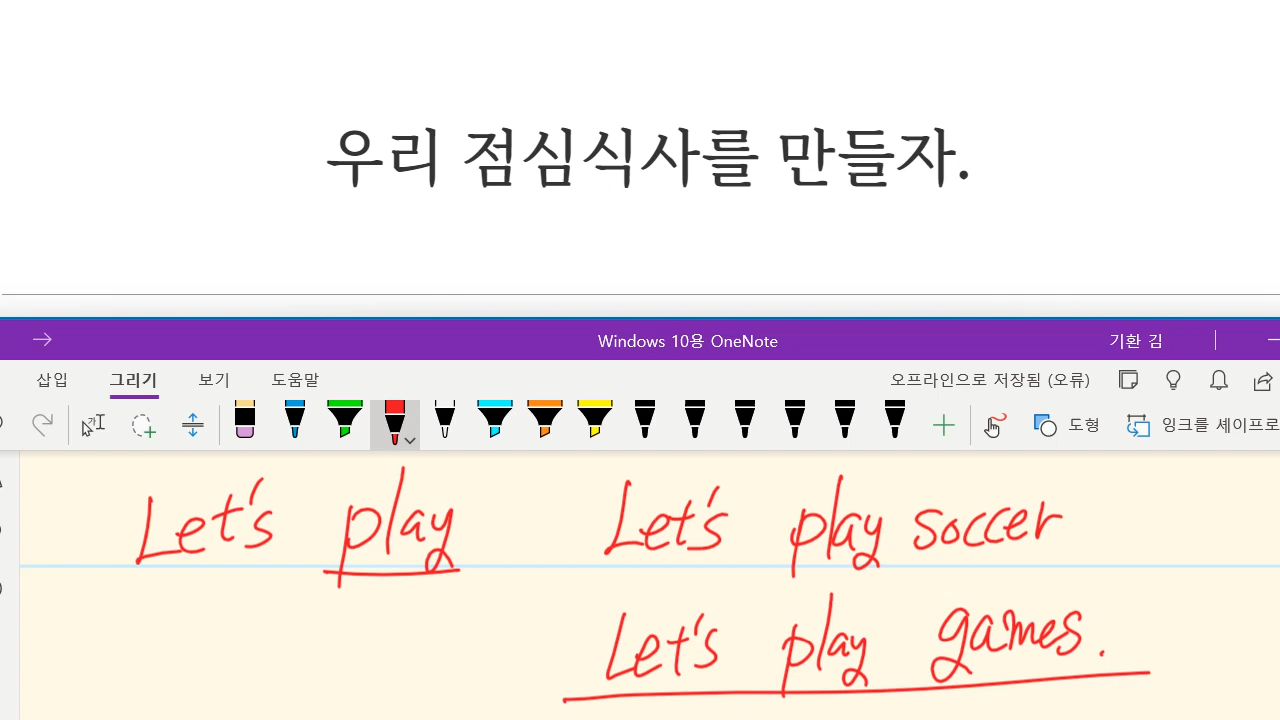 우리 점심식사를 만들자.
Windows 10용 OneNote 기환 김
삽입 그리기 보기 도움말 오프라인으로 저장됨 (오류)
도형 잉크를 셰이프로
Let's play Let's play soccer
Let's play games.